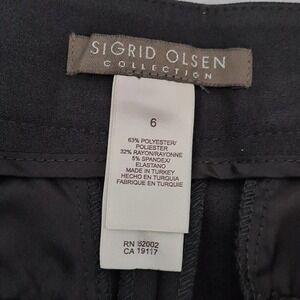 SIGRID OLSEN
COLLECTION
6
63% POLYESTER/
POLIESTER
32% RAYON/RAYONNE
5% SPANDEX/
ELASTANO
MADE IN TURKEY
HECHO EN TURQUIA
FABRIQUE EN TURQUIE
RN 82002
CA 19117